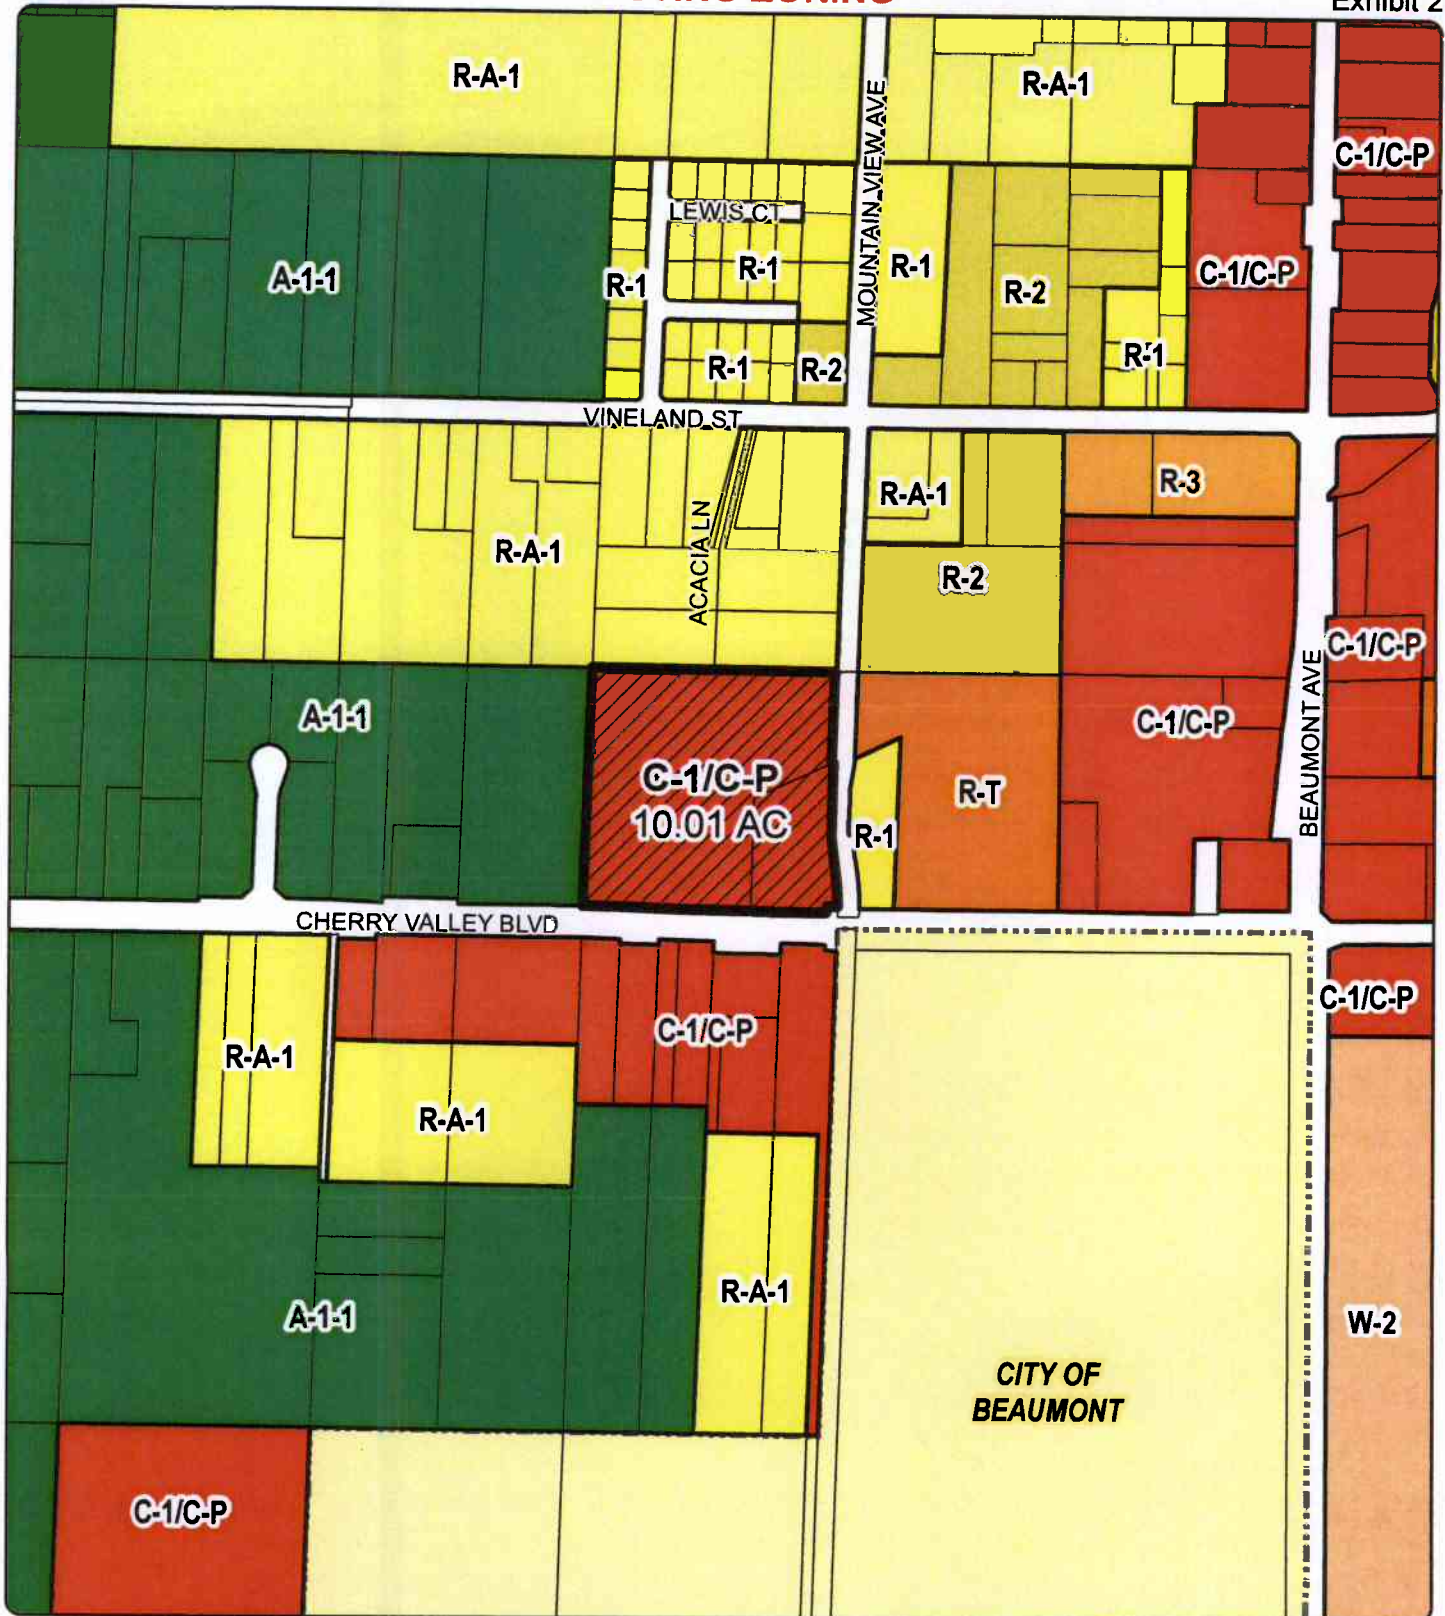 Exhibit 2
R-A-1
R-A-1
C-1/C-P
MOUNTAIN VIEW AVE
LEWIS CT
A-1-1
R-1
R-1
R-1
R-2
C-1/C-P
R-1
R-2
R-1
VINELAND ST
R-A-1
R-3
R-A-1
ACACIA LN
R-2
C-1/C-P
BEAUMONT AVE
A-1-1
C-1/C-P
10.01 AC
R-T
C-1/C-P
R-1
CHERRY VALLEY BLVD
C-1/C-P
R-A-1
C-1/C-P
R-A-1
R-A-1
A-1-1
W-2
CITY OF
BEAUMONT
C-1/C-P